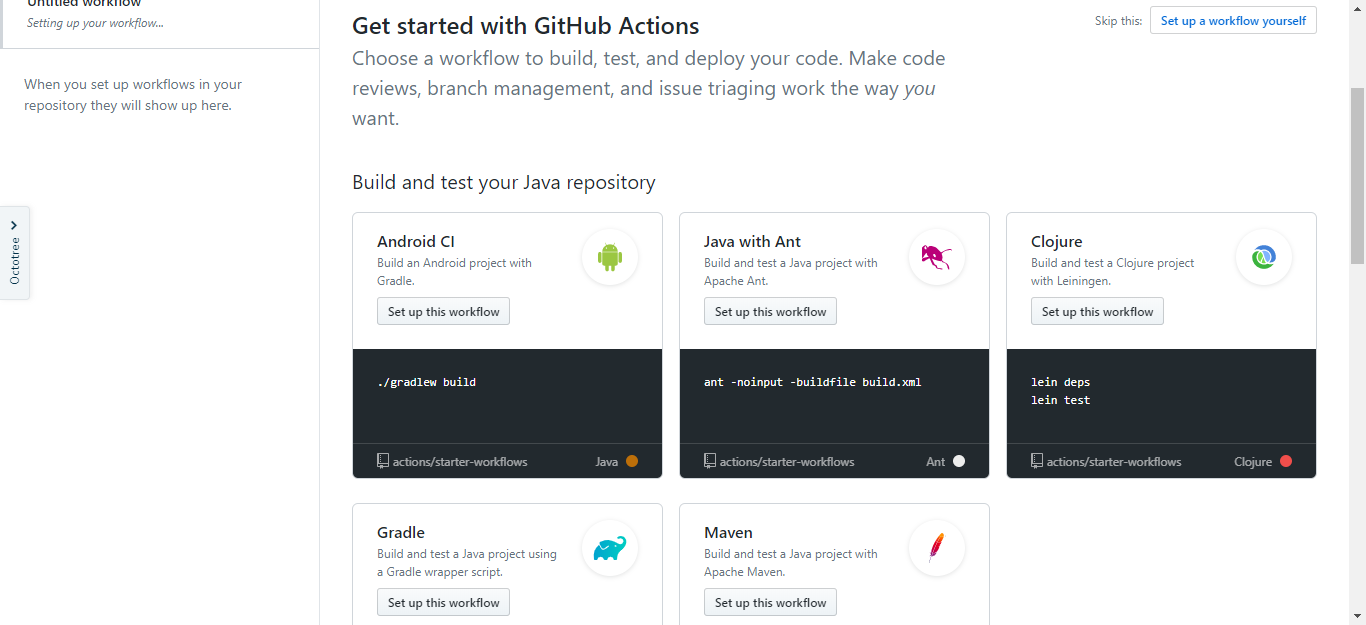 Untitled workflow
Setting up your workflow...
When you set up workflows in your
repository they will show up here.
Octotree
Get started with GitHub Actions
Skip this:
Set up a workflow yourself
Choose a workflow to build, test, and deploy your code. Make code
reviews, branch management, and issue triaging work the way you
want.
Build and test your Java repository
Android CI
Build an Android project with
Gradle.
Set up this workflow
./gradlew build
actions/starter-workflows
Java
Java with Ant
Build and test a Java project with
Apache Ant.
Set up this workflow
ant -noinput -buildfile build.xml
actions/starter-workflows
Ant
Clojure
Build and test a Clojure project
with Leiningen.
Set up this workflow
lein deps
lein test
actions/starter-workflows
Clojure
Gradle
Build and test a Java project using
a Gradle wrapper script.
Set up this workflow
Maven
Build and test a Java project with
Apache Maven.
Set up this workflow